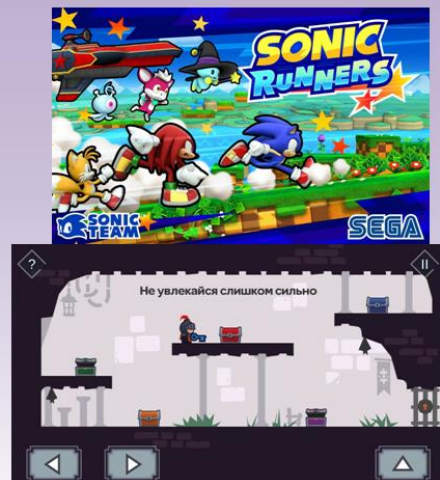 SONIC
RUNNERS
SONIC
TEAM
SEGA
?
Не увлекайся слишком сильно